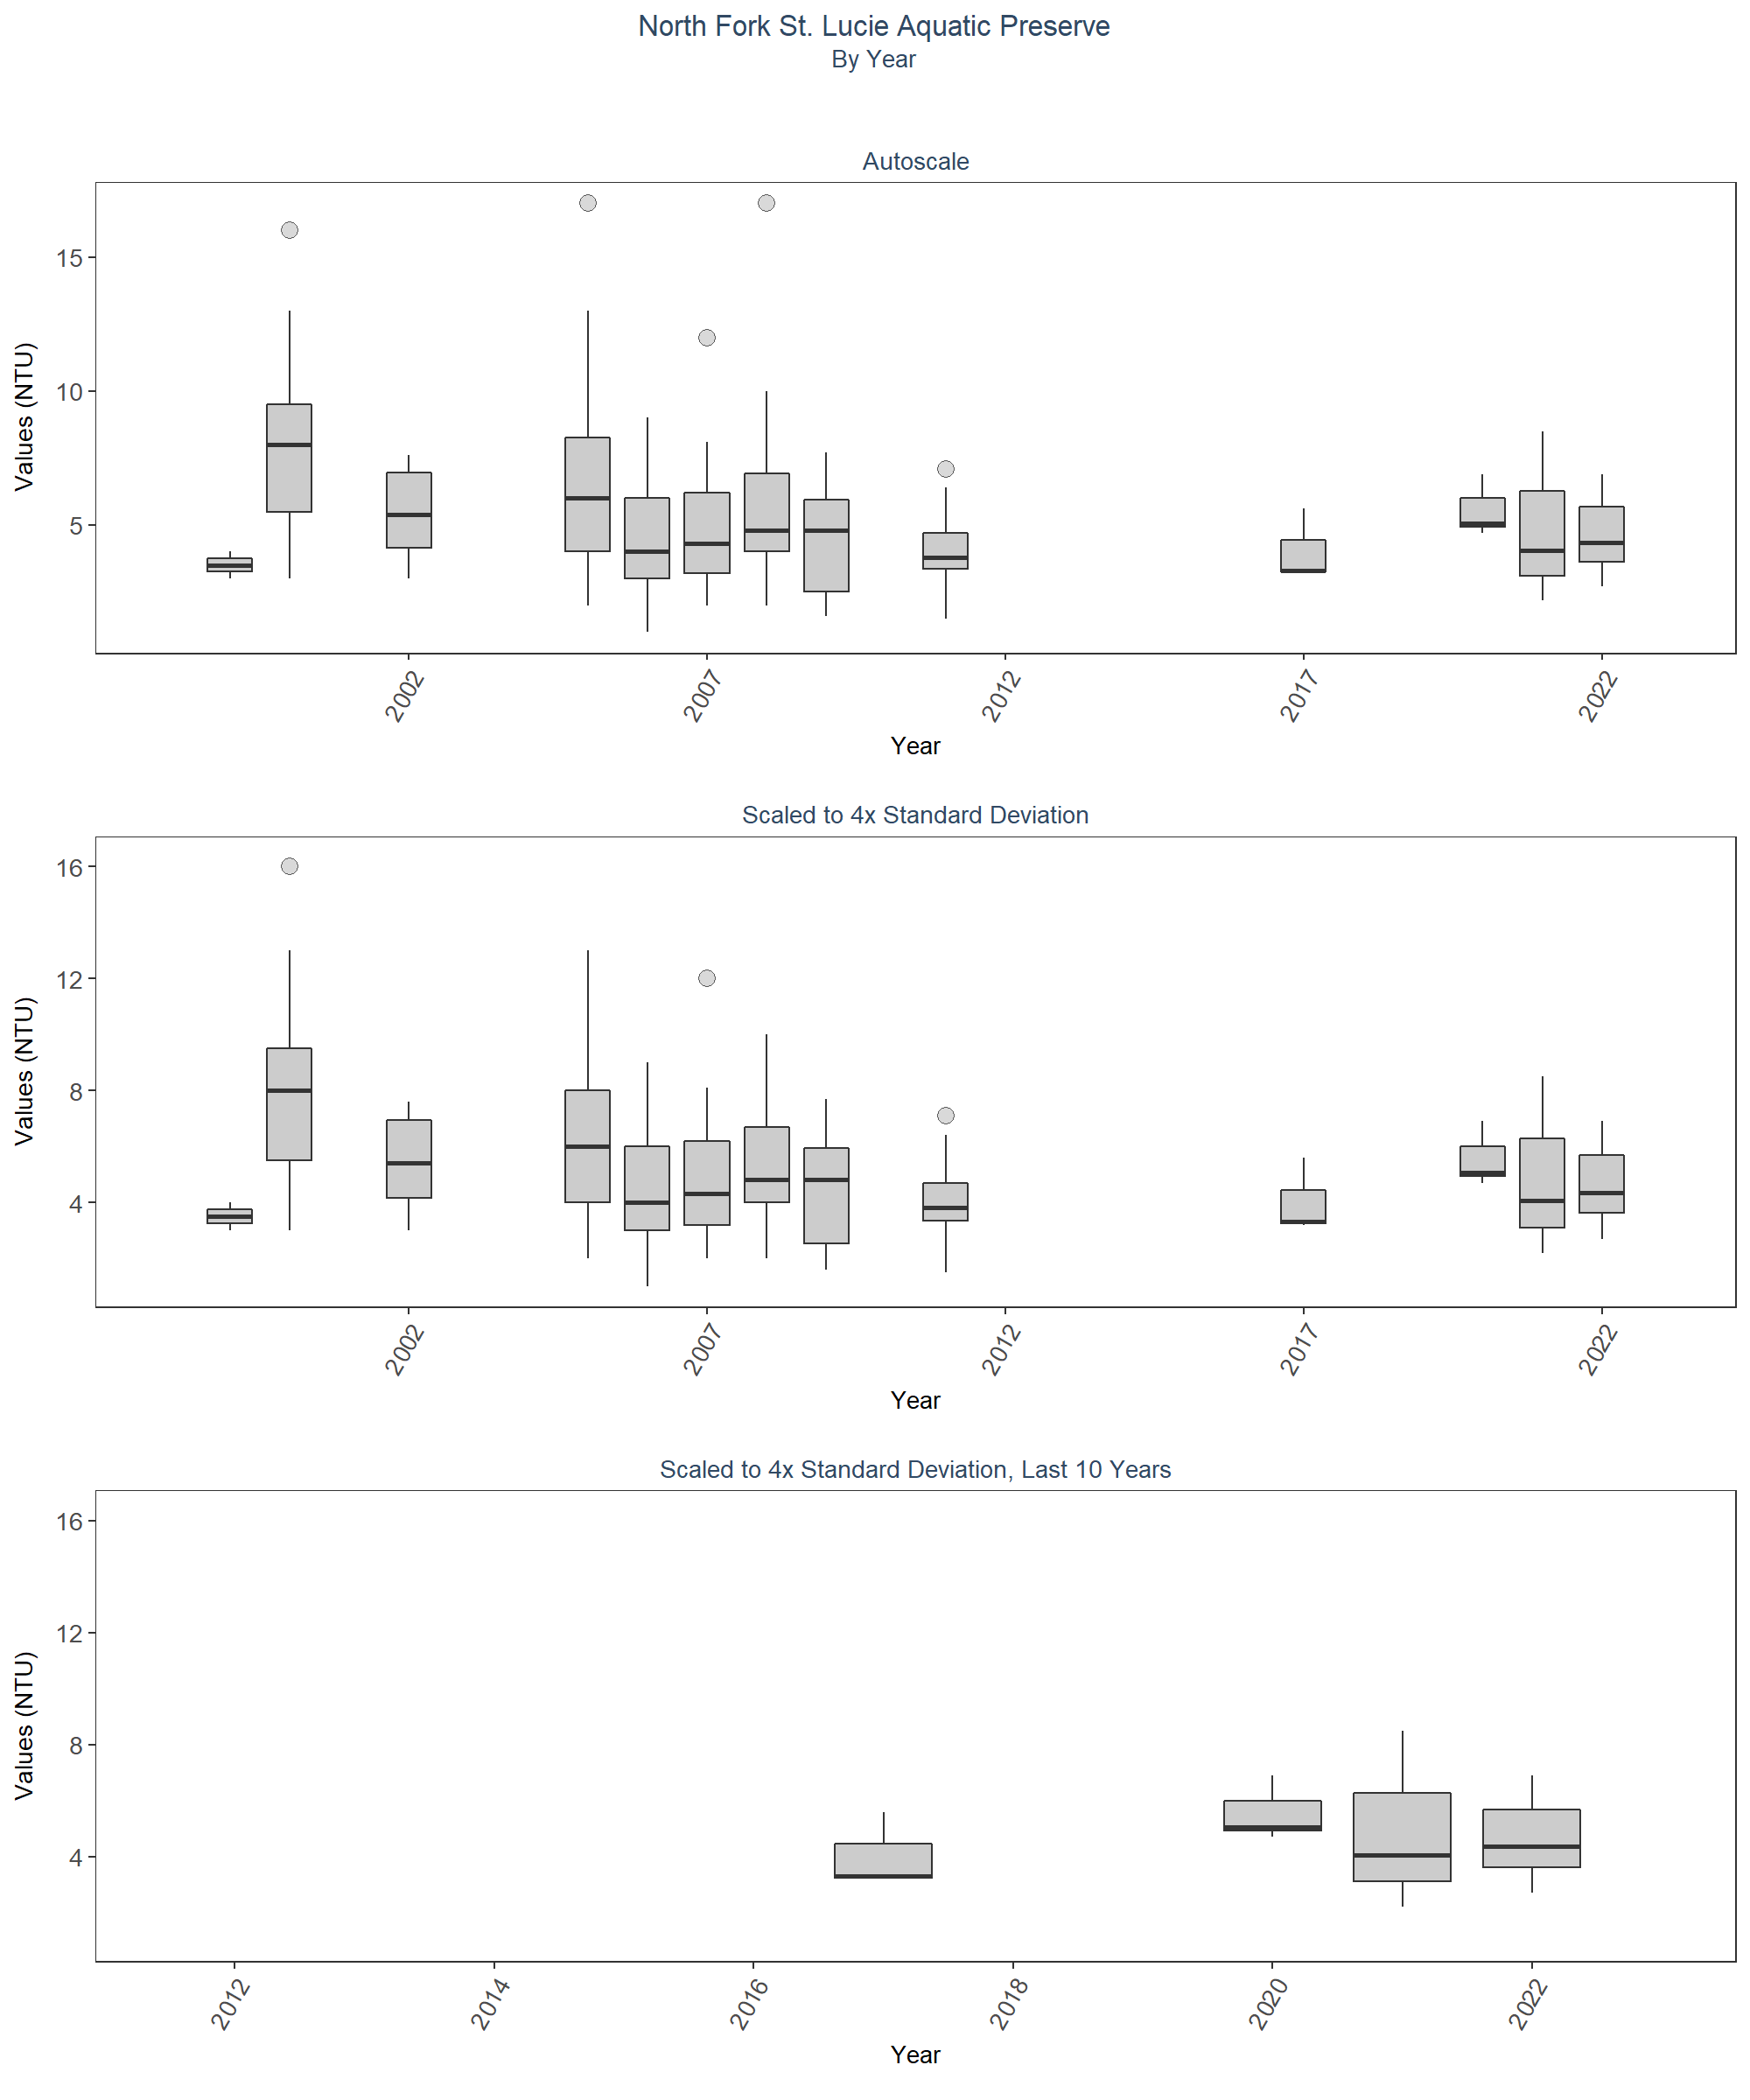 North Fork St. Lucie Aquatic Preserve
By Year
Autoscale
Values (NTU)
15
10
5
2002
2007
2012
2017
2022
Year
Scaled to 4x Standard Deviation
Values (NTU)
16
12
8
4
2002
2007
2012
2017
2022
Year
Scaled to 4x Standard Deviation, Last 10 Years
Values (NTU)
16
12
8
4
2012
2014
2016
2018
2020
2022
Year